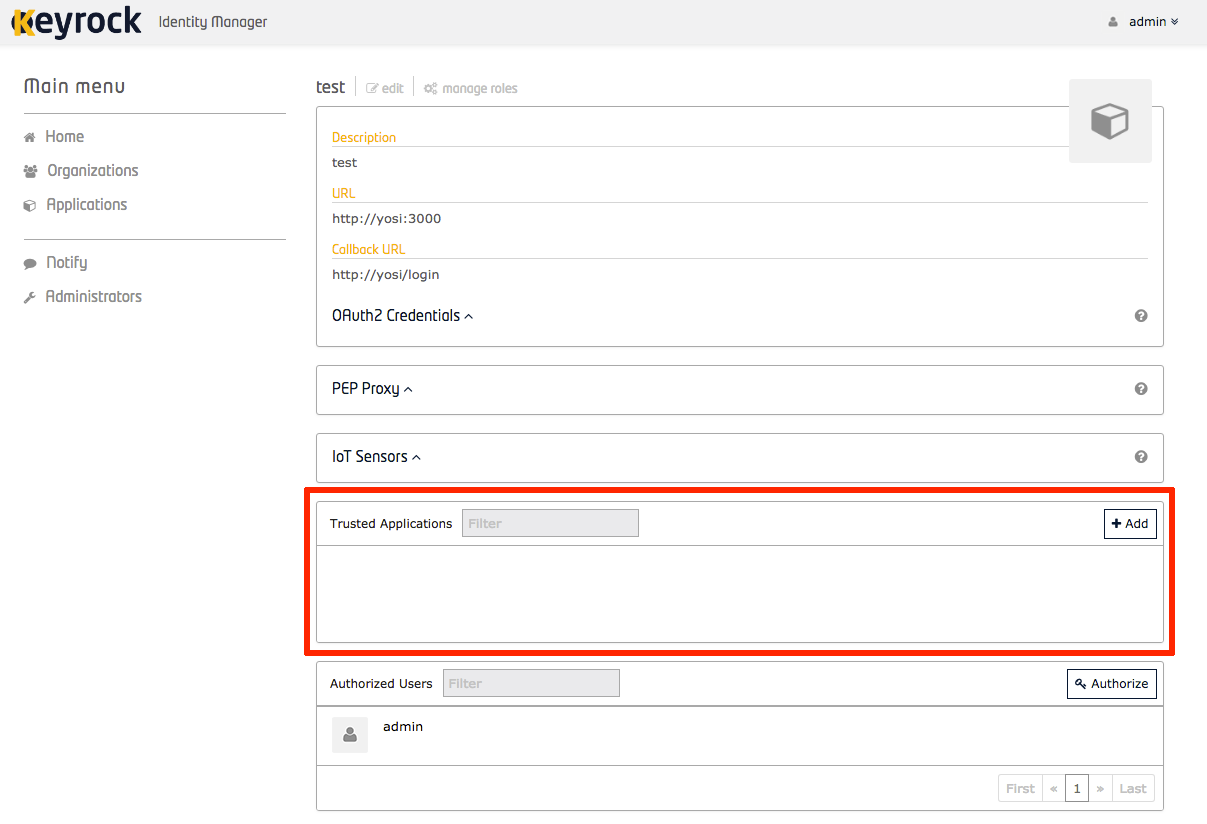 Keyrock Identity Manager admin
Main menu
Home
Organizations
Applications
Notify
Administrators
test edit manage roles
Description
test
URL
http://yosi:3000
Callback URL
http://yosi/login
OAuth2 Credentials
PEP Proxy
IoT Sensors
Trusted Applications Filter + Add
Authorized Users Filter Authorize
admin
First « 1 » Last